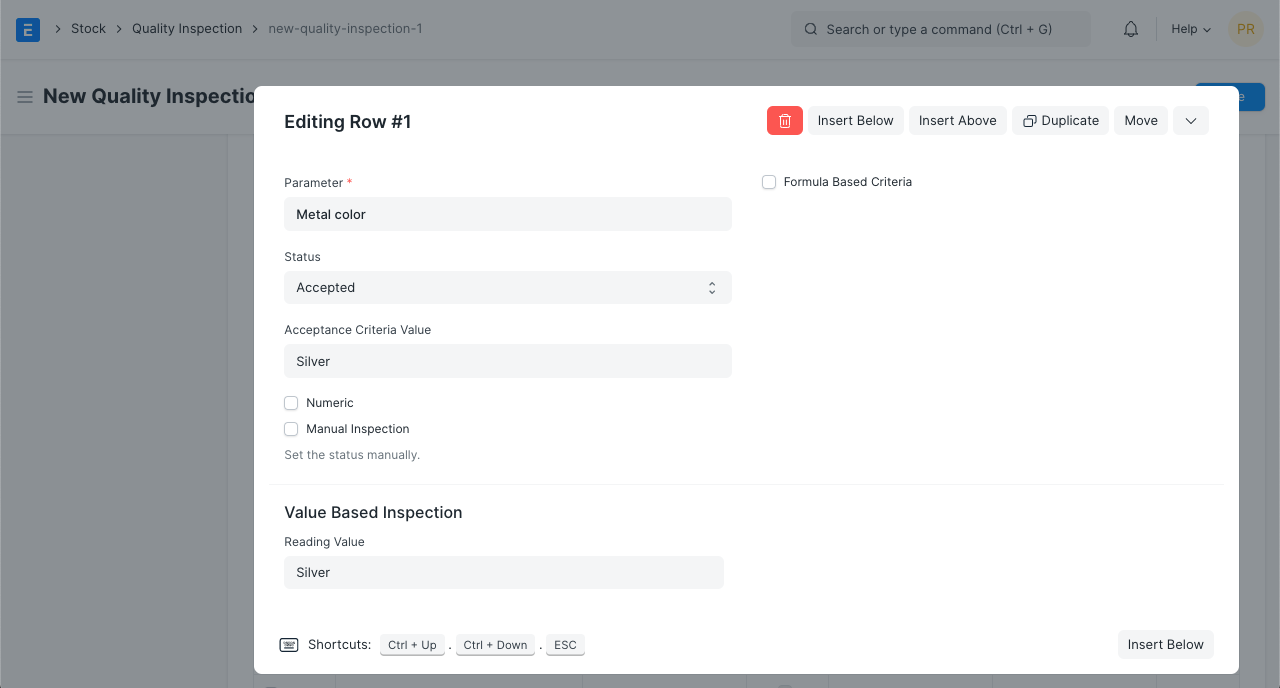 Stock > Quality Inspection > new-quality-inspection-1
Search or type a command (Ctrl + G)
Help
PR
New Quality Inspectio
Editing Row #1
Insert Below
Insert Above
Duplicate
Move
Parameter *
Metal color
Formula Based Criteria
Status
Accepted
Acceptance Criteria Value
Silver
Numeric
Manual Inspection
Set the status manually.
Value Based Inspection
Reading Value
Silver
Shortcuts: Ctrl + Up . Ctrl + Down . ESC
Insert Below